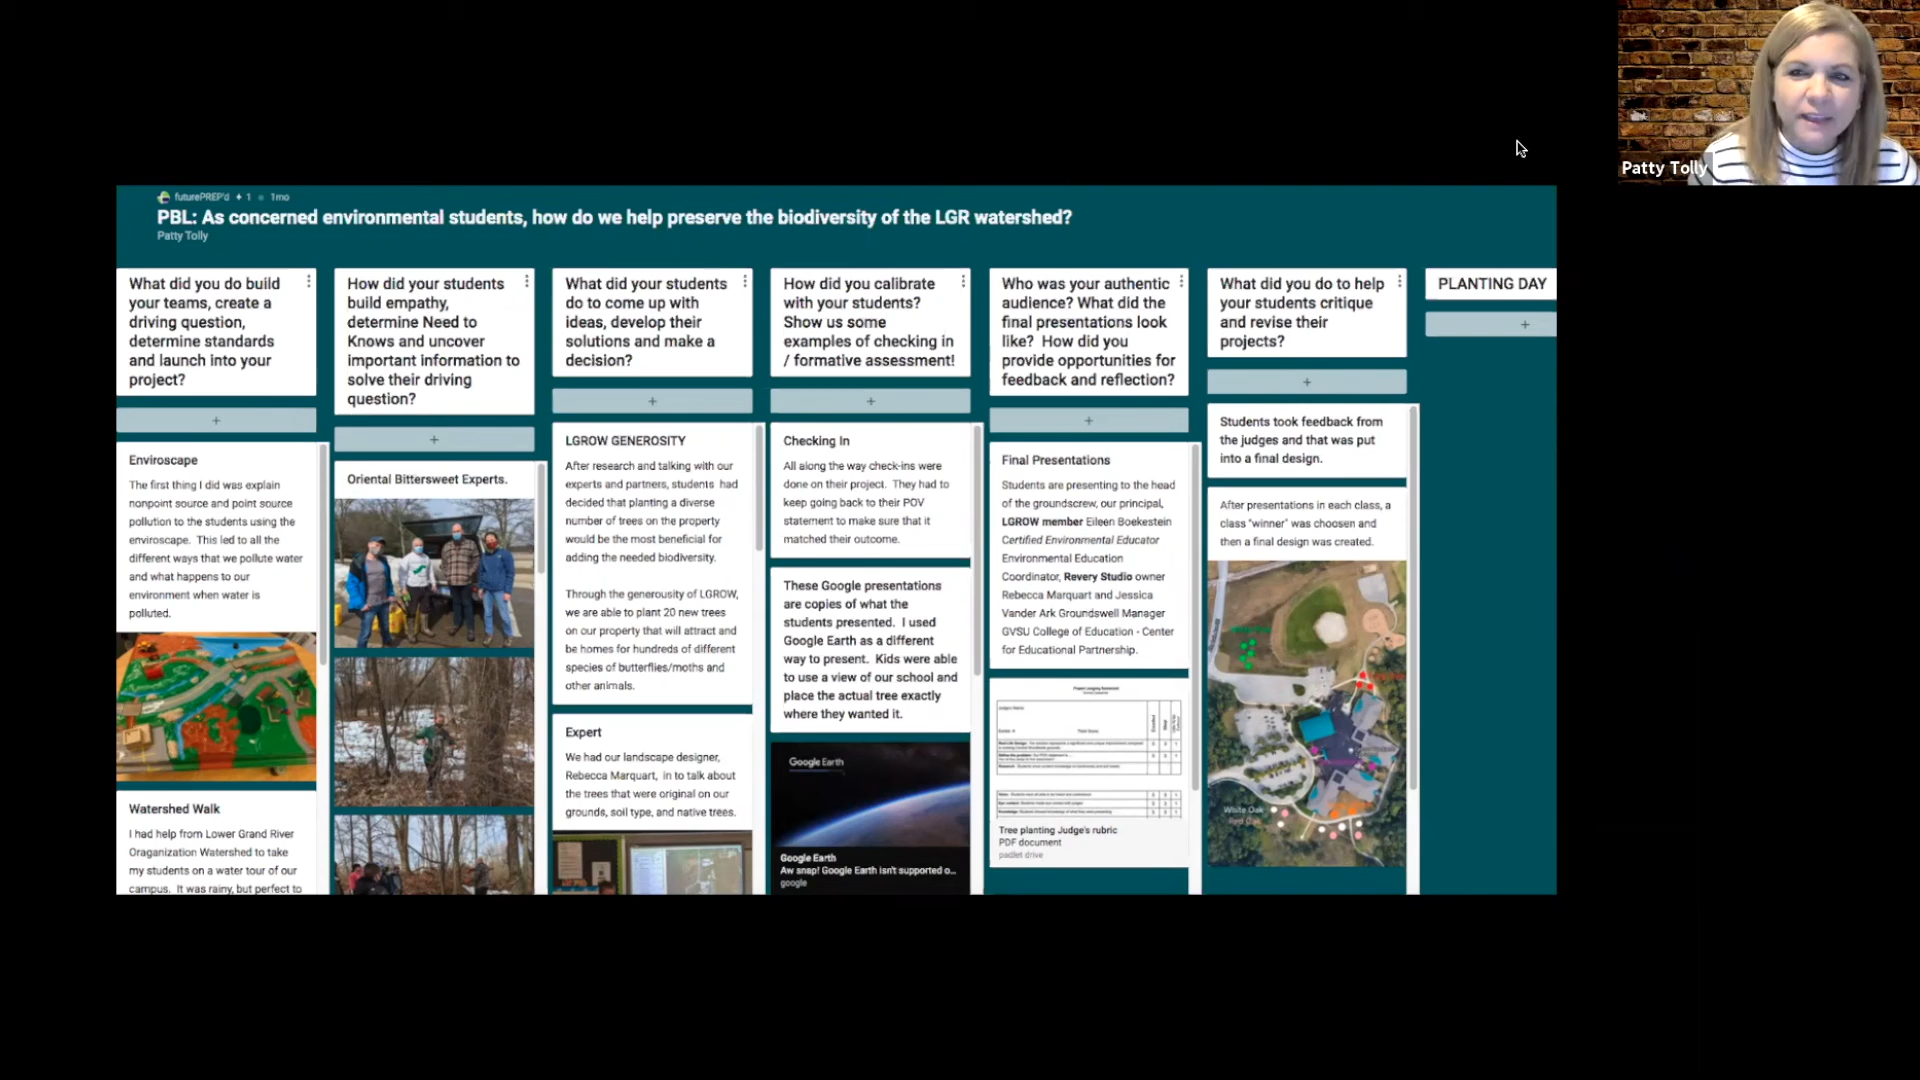 Patty Tolly
futurePREP'd + 1 1mo
PBL: As concerned environmental students, how do we help preserve the biodiversity of the LGR watershed?
Patty Tolly
What did you do build
your teams, create a
driving question,
determine standards
and launch into your
project?
+
Enviroscape
The first thing I did was explain
nonpoint source and point source
pollution to the students using the
enviroscape. This led to all the
different ways that we pollute water
and what happens to our
environment when water is
polluted.
Watershed Walk
I had help from Lower Grand River
Oraganization Watershed to take
my students on a water tour of our
campus. It was rainy, but perfect to
How did your students
build empathy,
determine Need to
Knows and uncover
important information to
solve their driving
question?
+
Oriental Bittersweet Experts.
What did your students
do to come up with
ideas, develop their
solutions and make a
decision?
+
LGROW GENEROSITY
After research and talking with our
experts and partners, students had
decided that planting a diverse
number of trees on the property
would be the most beneficial for
adding the needed biodiversity.
Through the generousity of LGROW,
we are able to plant 20 new trees
on our property that will attract and
be homes for hundreds of different
species of butterflies/moths and
other animals.
Expert
We had our landscape designer,
Rebecca Marquart, in to talk about
the trees that were original on our
grounds, soil type, and native trees.
How did you calibrate
with your students?
Show us some
examples of checking in
/ formative assessment!
+
Checking In
All along the way check-ins were
done on their project. They had to
keep going back to their POV
statement to make sure that it
matched their outcome.
These Google presentations
are copies of what the
students presented. I used
Google Earth as a different
way to present. Kids were able
to use a view of our school and
place the actual tree exactly
where they wanted it.
Google Earth
Google Earth
Aw snap! Google Earth isn't supported o...
google
Who was your authentic
audience? What did the
final presentations look
like? How did you
provide opportunities for
feedback and reflection?
+
Final Presentations
Students are presenting to the head
of the groundscrew, our principal,
LGROW member Eileen Boekestein
Certified Environmental Educator
Environmental Education
Coordinator, Revery Studio owner
Rebecca Marquart and Jessica
Vander Ark Groundswell Manager
GVSU College of Education - Center
for Educational Partnership.
Tree planting Judge's rubric
PDF document
padlet drive
What did you do to help
your students critique
and revise their
projects?
+
Students took feedback from
the judges and that was put
into a final design.
After presentations in each class, a
class "winner" was choosen and
then a final design was created.
White Oak
Red Oak
PLANTING DAY
+